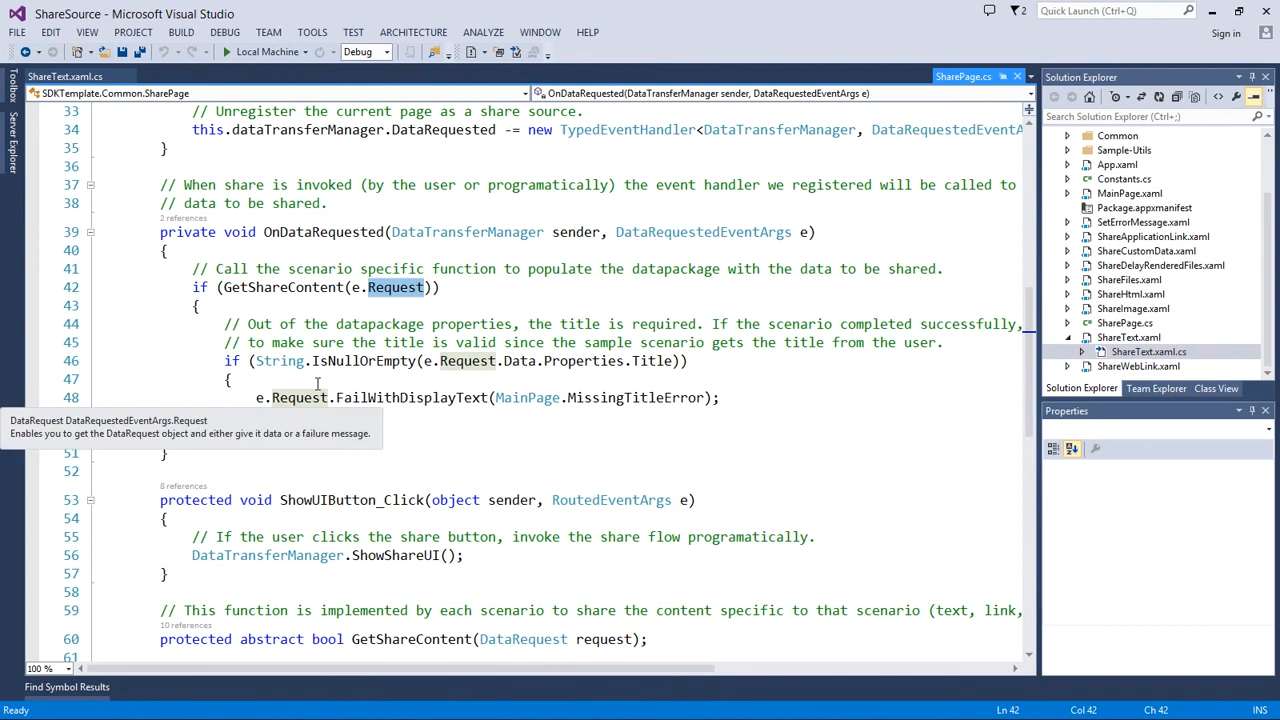 ShareSource - Microsoft Visual Studio
2
Quick Launch (Ctrl+Q)
FILE EDIT VIEW PROJECT BUILD DEBUG TEAM TOOLS TEST ARCHITECTURE ANALYZE WINDOW HELP
Sign in
Local Machine Debug
Toolbox
Server Explorer
ShareText.xaml.cs
SharePage.cs
SDKTemplate.Common.SharePage
OnDataRequested(DataTransferManager sender, DataRequestedEventArgs e)
33 // Unregister the current page as a share source.
34 this.dataTransferManager.DataRequested -= new TypedEventHandler<DataTransferManager, DataRequestedEventA
35 }
36
37 // When share is invoked (by the user or programatically) the event handler we registered will be called to
38 // data to be shared.
2 references
39 private void OnDataRequested(DataTransferManager sender, DataRequestedEventArgs e)
40 {
41 // Call the scenario specific function to populate the datapackage with the data to be shared.
42 if (GetShareContent(e.Request))
43 {
44 // Out of the datapackage properties, the title is required. If the scenario completed successfully,
45 // to make sure the title is valid since the sample scenario gets the title from the user.
46 if (String.IsNullOrEmpty(e.Request.Data.Properties.Title))
47 {
48 e.Request.FailWithDisplayText(MainPage.MissingTitleError);
DataRequest DataRequestedEventArgs.Request
Enables you to get the DataRequest object and either give it data or a failure message.
51 }
52
8 references
53 protected void ShowUIButton_Click(object sender, RoutedEventArgs e)
54 {
55 // If the user clicks the share button, invoke the share flow programatically.
56 DataTransferManager.ShowShareUI();
57 }
58
59 // This function is implemented by each scenario to share the content specific to that scenario (text, link,
10 references
60 protected abstract bool GetShareContent(DataRequest request);
61
100 %
Find Symbol Results
Ready
Ln 42
Col 42
Ch 42
INS
Solution Explorer
Search Solution Explorer (Ctrl+;)
Common
Sample-Utils
App.xaml
Constants.cs
MainPage.xaml
Package.appxmanifest
SetErrorMessage.xaml
ShareApplicationLink.xaml
ShareCustomData.xaml
ShareDelayRenderedFiles.xaml
ShareFiles.xaml
ShareHtml.xaml
ShareImage.xaml
SharePage.cs
ShareText.xaml
ShareText.xaml.cs
ShareWebLink.xaml
Solution Explorer Team Explorer Class View
Properties